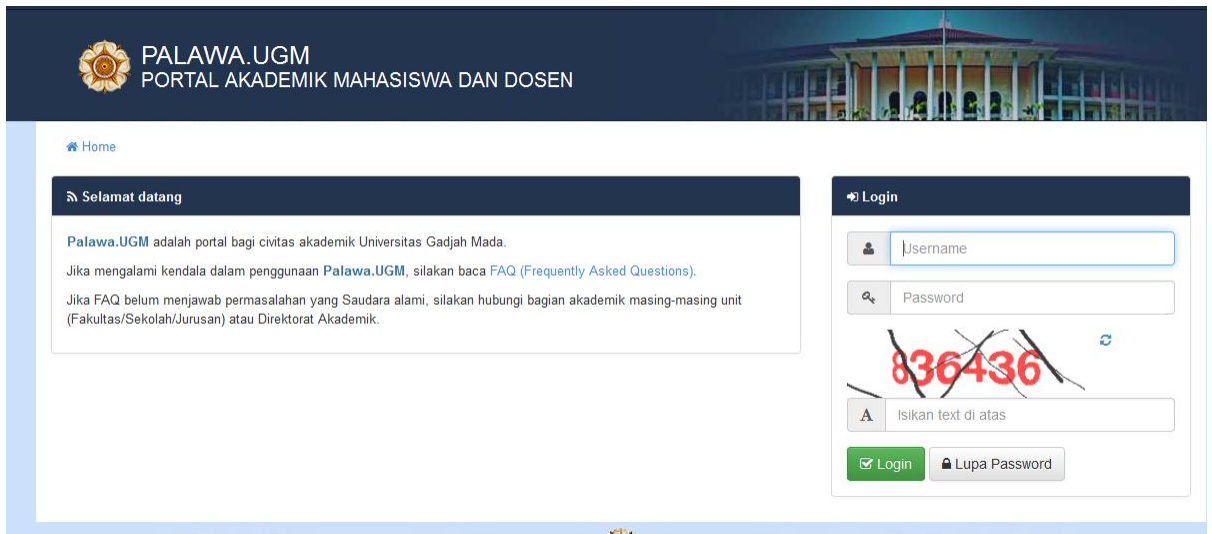 PALAWA.UGM
PORTAL AKADEMIK MAHASISWA DAN DOSEN
Home
Selamat datang
Palawa.UGM adalah portal bagi civitas akademik Universitas Gadjah Mada.
Jika mengalami kendala dalam penggunaan Palawa.UGM, silakan baca FAQ (Frequently Asked Questions).
Jika FAQ belum menjawab permasalahan yang Saudara alami, silakan hubungi bagian akademik masing-masing unit
(Fakultas/Sekolah/Jurusan) atau Direktorat Akademik.
Login
Username
Password
836436
A Isikan text di atas
Login Lupa Password